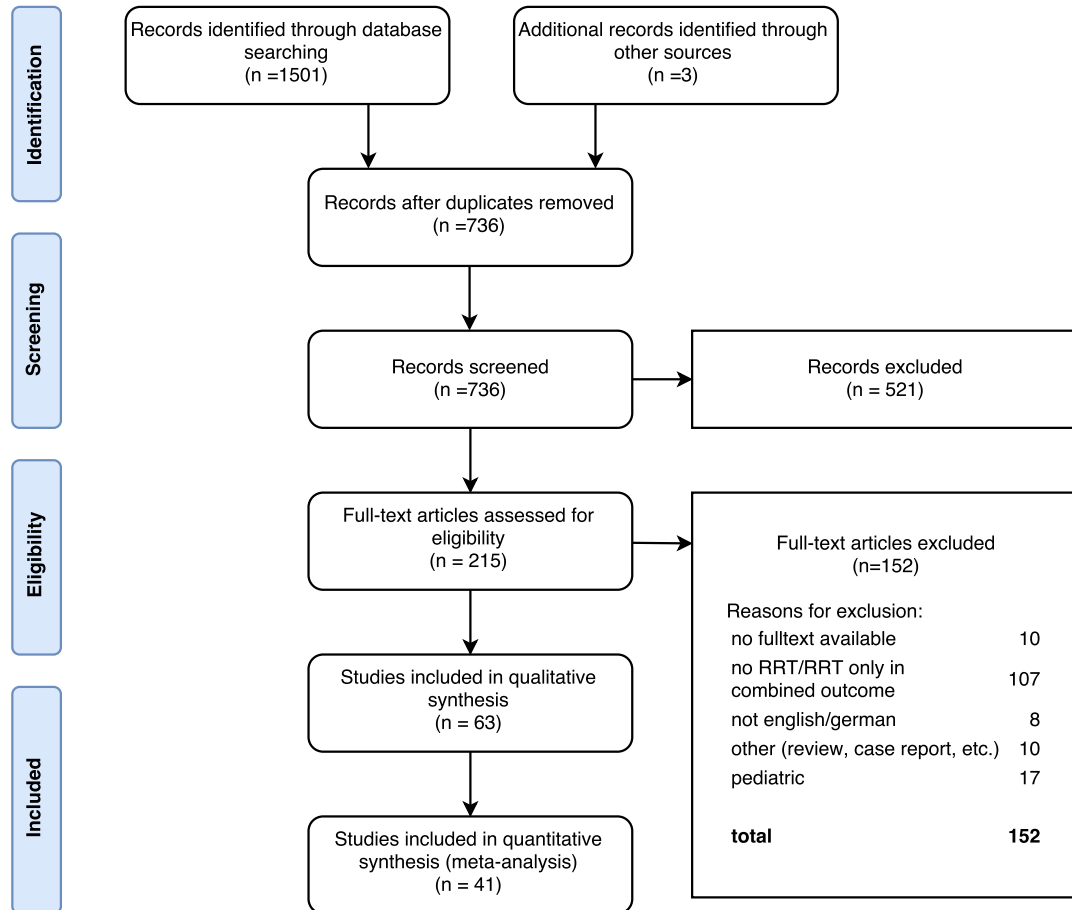 Identification
Records identified through database
searching
(n =1501)
Additional records identified through
other sources
(n =3)
Records after duplicates removed
(n =736)
Screening
Records screened
(n =736)
Records excluded
(n = 521)
Eligibility
Full-text articles assessed for
eligibility
(n = 215)
Full-text articles excluded
(n=152)
Reasons for exclusion:
no fulltext available 10
no RRT/RRT only in
combined outcome 107
not english/german 8
other (review, case report, etc.) 10
pediatric 17
total 152
Included
Studies included in qualitative
synthesis
(n = 63)
Studies included in quantitative
synthesis (meta-analysis)
(n = 41)